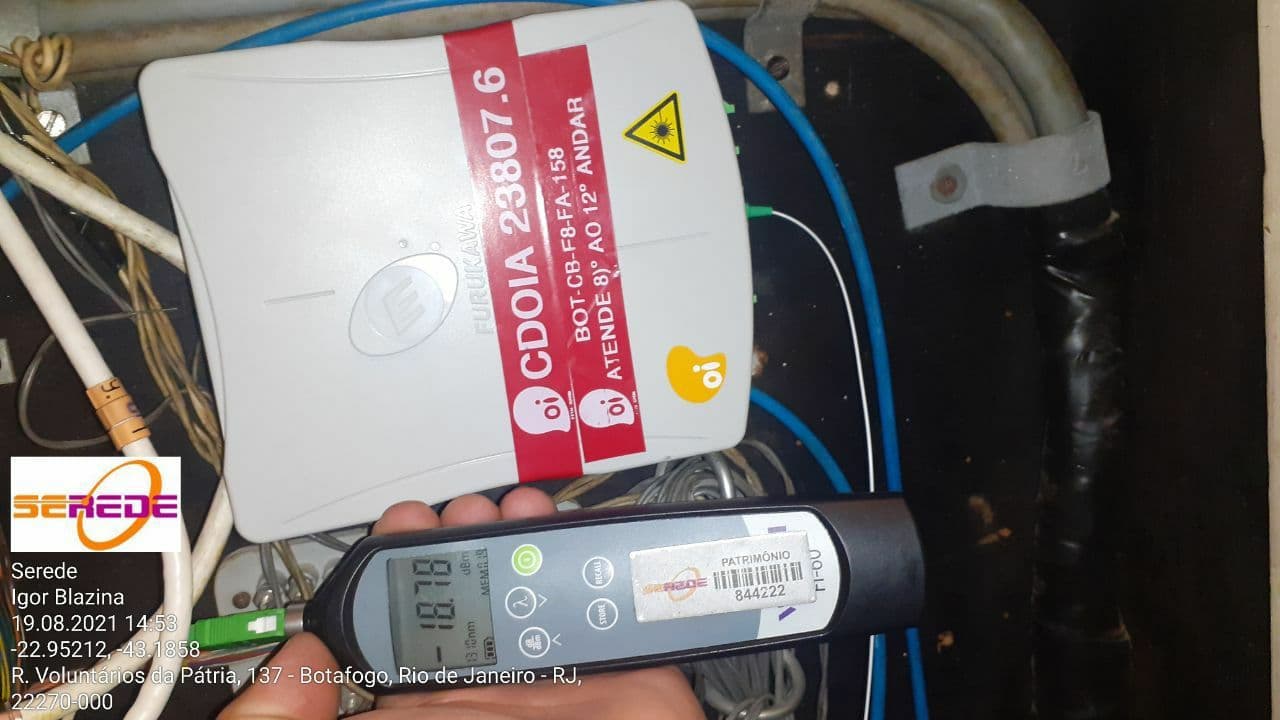 FURUKAWA
CDOIA 23807.6
BOT-CB-F8-FA-158
ATENDE 8)º AO 12º ANDAR
oi
oi
oi
-18.78
dBm
1310nm
λ
RECALL
STORE
PATRIMÔNIO
SEREDE
844222
SEREDE
Serede
Igor Blazina
19.08.2021 14:53
-22.95212, -43.1858
R. Voluntários da Pátria, 137 - Botafogo, Rio de Janeiro - RJ,
22270-000